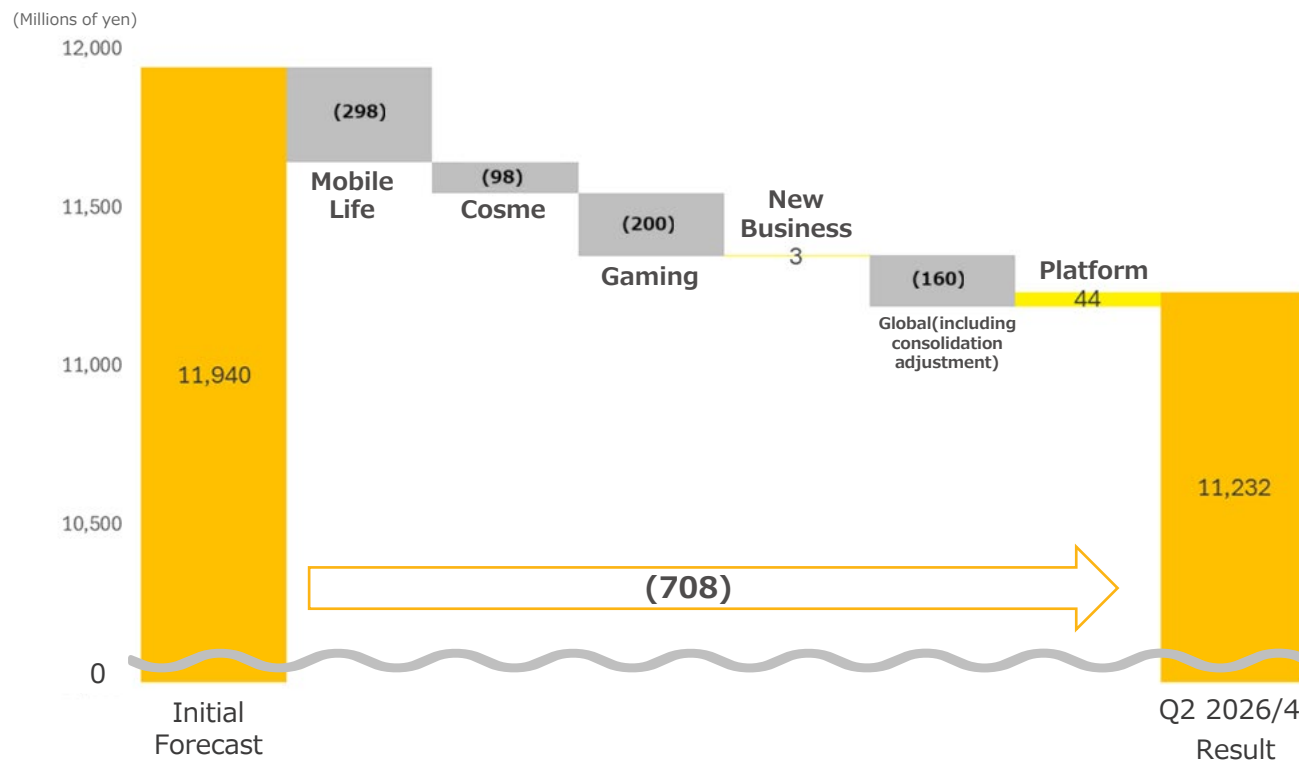 (Millions of yen)
12,000
11,500
11,000
10,500
0
11,940
(298)
Mobile
Life
(98)
Cosme
(200)
Gaming
New
Business
3
(160)
Global(including
consolidation
adjustment)
Platform
44
11,232
(708)
Initial
Forecast
Q2 2026/4
Result